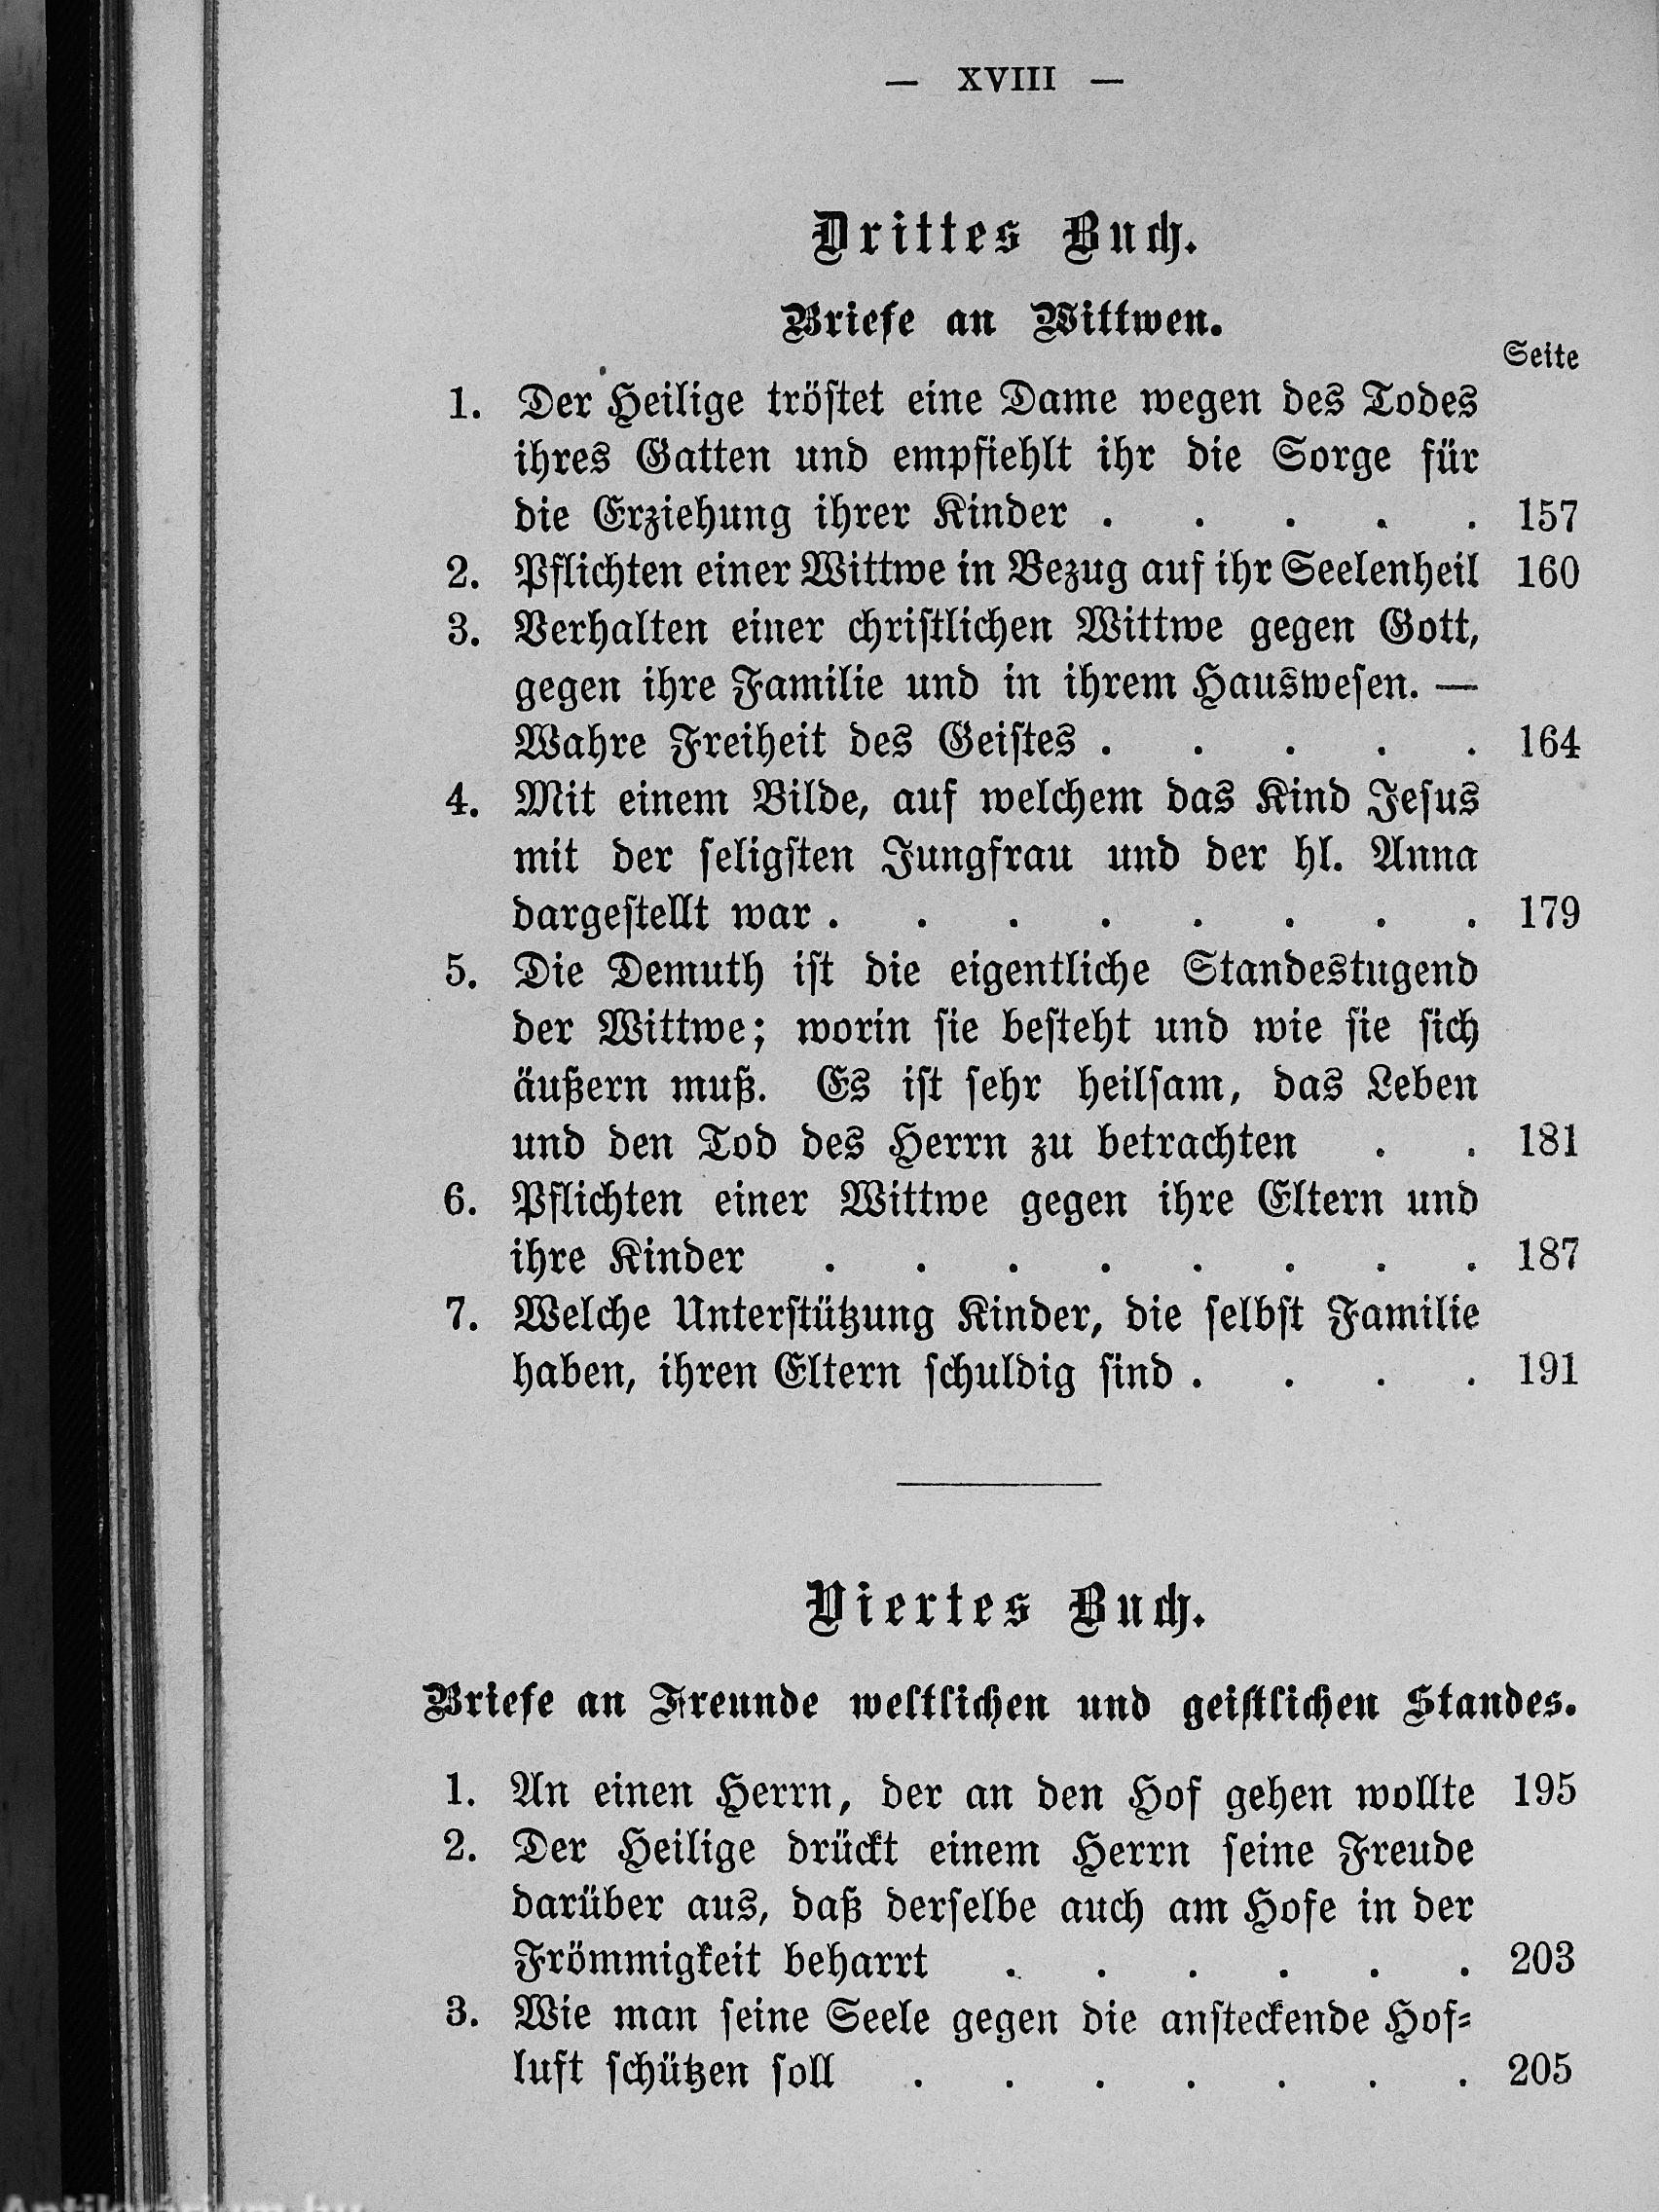 — XVIII —
Drittes Buch.
Briefe an Wittwen.
Seite
1. Der Heilige tröstet eine Dame wegen des Todes
ihres Gatten und empfiehlt ihr die Sorge für
die Erziehung ihrer Kinder . . . . . 157
2. Pflichten einer Wittwe in Bezug auf ihr Seelenheil 160
3. Verhalten einer christlichen Wittwe gegen Gott,
gegen ihre Familie und in ihrem Hauswesen. —
Wahre Freiheit des Geistes . . . . . 164
4. Mit einem Bilde, auf welchem das Kind Jesus
mit der seligsten Jungfrau und der hl. Anna
dargestellt war . . . . . . . . 179
5. Die Demuth ist die eigentliche Standestugend
der Wittwe; worin sie besteht und wie sie sich
äußern muß. Es ist sehr heilsam, das Leben
und den Tod des Herrn zu betrachten . . 181
6. Pflichten einer Wittwe gegen ihre Eltern und
ihre Kinder . . . . . . . . 187
7. Welche Unterstützung Kinder, die selbst Familie
haben, ihren Eltern schuldig sind . . . . 191
Viertes Buch.
Briefe an Freunde weltlichen und geistlichen Standes.
1. An einen Herrn, der an den Hof gehen wollte 195
2. Der Heilige drückt einem Herrn seine Freude
darüber aus, daß derselbe auch am Hofe in der
Frömmigkeit beharrt . . . . . . 203
3. Wie man seine Seele gegen die ansteckende Hof-
luft schützen soll . . . . . . . 205